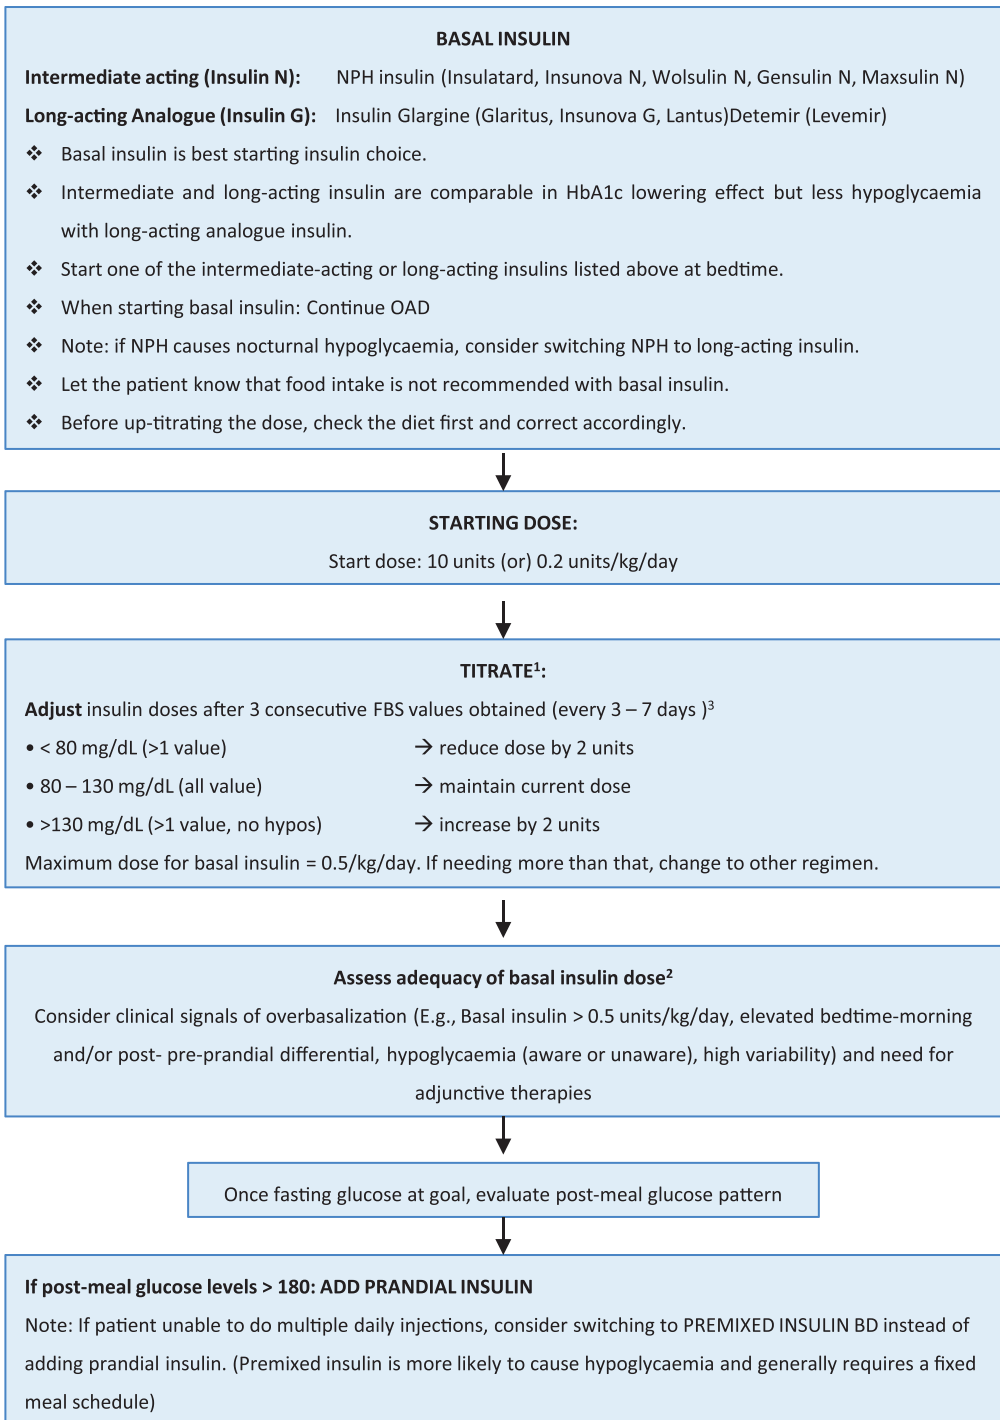 BASAL INSULIN
Intermediate acting (Insulin N): NPH insulin (Insulatard, Insunova N, Wolsulin N, Gensulin N, Maxsulin N)
Long-acting Analogue (Insulin G): Insulin Glargine (Glaritus, Insunova G, Lantus)Detemir (Levemir)
❖ Basal insulin is best starting insulin choice.
❖ Intermediate and long-acting insulin are comparable in HbA1c lowering effect but less hypoglycaemia
with long-acting analogue insulin.
❖ Start one of the intermediate-acting or long-acting insulins listed above at bedtime.
❖ When starting basal insulin: Continue OAD
❖ Note: if NPH causes nocturnal hypoglycaemia, consider switching NPH to long-acting insulin.
❖ Let the patient know that food intake is not recommended with basal insulin.
❖ Before up-titrating the dose, check the diet first and correct accordingly.
STARTING DOSE:
Start dose: 10 units (or) 0.2 units/kg/day
TITRATE¹:
Adjust insulin doses after 3 consecutive FBS values obtained (every 3 – 7 days )³
• < 80 mg/dL (>1 value) → reduce dose by 2 units
• 80 – 130 mg/dL (all value) → maintain current dose
• >130 mg/dL (>1 value, no hypos) → increase by 2 units
Maximum dose for basal insulin = 0.5/kg/day. If needing more than that, change to other regimen.
Assess adequacy of basal insulin dose²
Consider clinical signals of overbasalization (E.g., Basal insulin > 0.5 units/kg/day, elevated bedtime-morning
and/or post- pre-prandial differential, hypoglycaemia (aware or unaware), high variability) and need for
adjunctive therapies
Once fasting glucose at goal, evaluate post-meal glucose pattern
If post-meal glucose levels > 180: ADD PRANDIAL INSULIN
Note: If patient unable to do multiple daily injections, consider switching to PREMIXED INSULIN BD instead of
adding prandial insulin. (Premixed insulin is more likely to cause hypoglycaemia and generally requires a fixed
meal schedule)